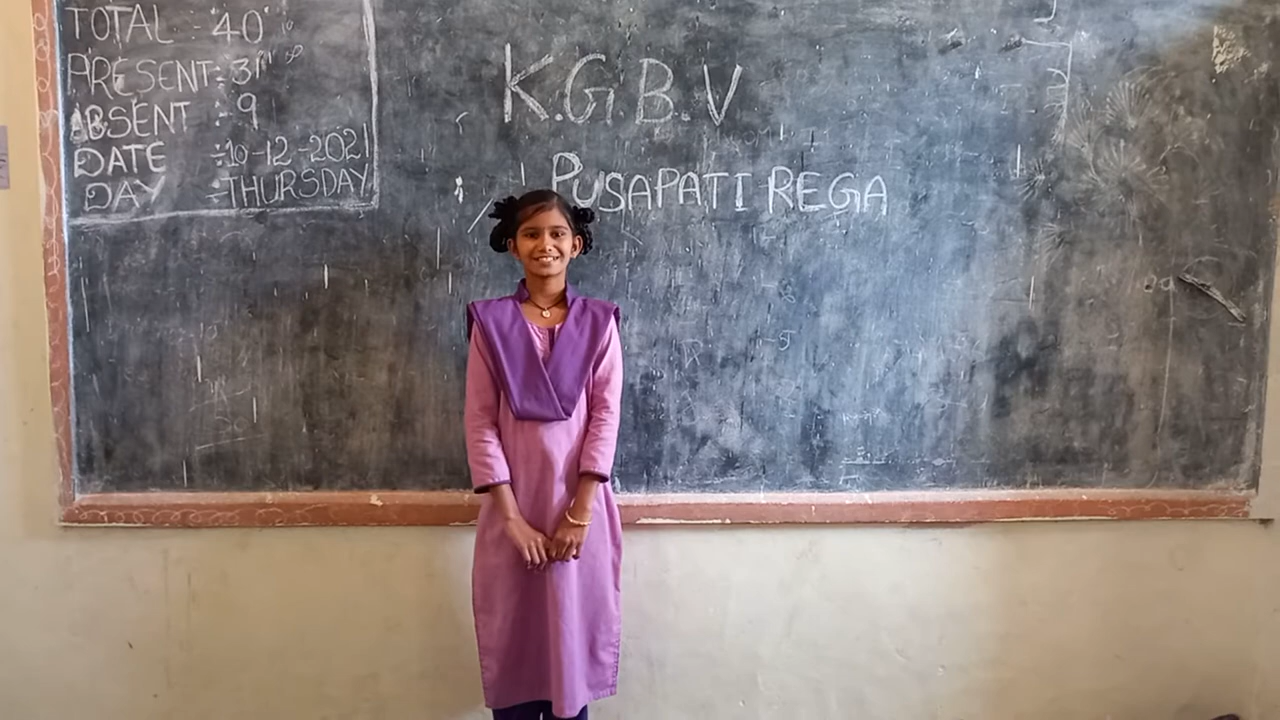 TOTAL : 40
PRESENT : 31
ABSENT : 9
DATE ÷ 10-12-2021
DAY ÷ THURSDAY
K.G.B.V
PUSAPATI REGA